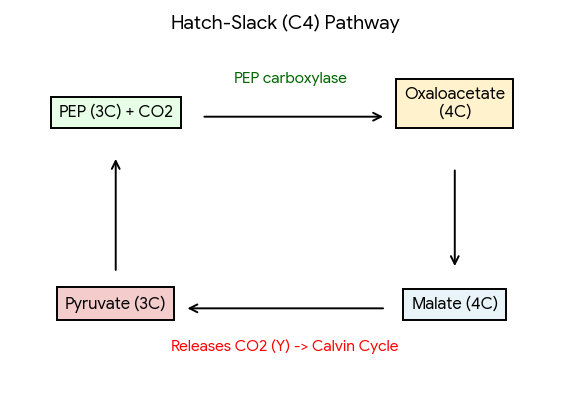 Hatch-Slack (C4) Pathway
PEP carboxylase
PEP (3C) + CO2
Oxaloacetate
(4C)
Pyruvate (3C)
Malate (4C)
Releases CO2 (Y) -> Calvin Cycle